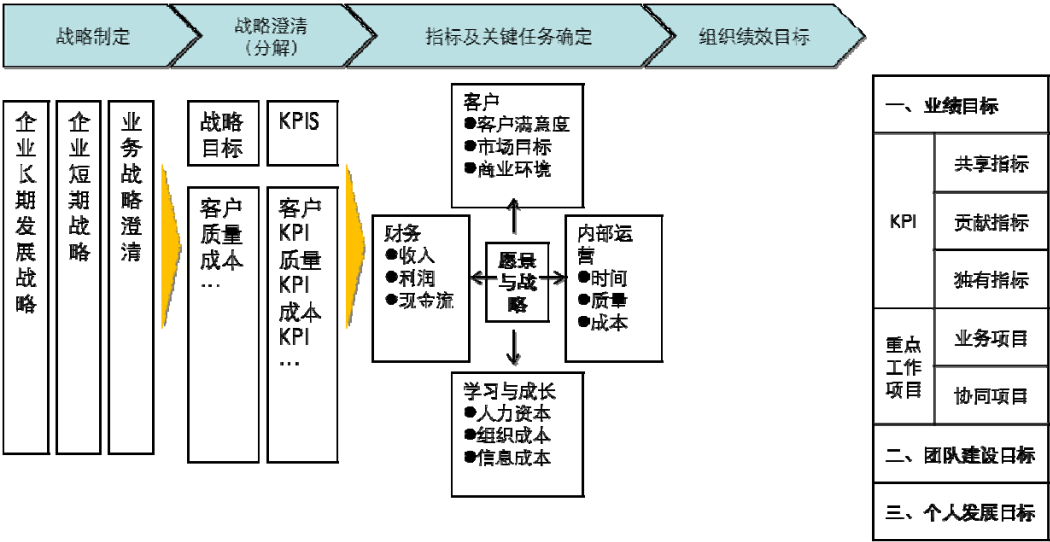 战略制定
战略澄清
（分解）
指标及关键任务确定
组织绩效目标
企业长期发展战略
企业短期战略
业务战略澄清
战略
目标
KPIS
客户
质量
成本
…
客户
KPI
质量
KPI
成本
KPI
…
客户
●客户满意度
●市场目标
●商业环境
财务
●收入
●利润
●现命流
愿景
与战
略
内部运
营
●时间
●质量
●成本
学习与成长
●人力资本
●组织成本
●信息成本
一、业绩目标
KPI
共享指标
贡献指标
独有指标
重点
工作
项目
业务项目
协同项目
二、团队建设目标
三、个人发展目标